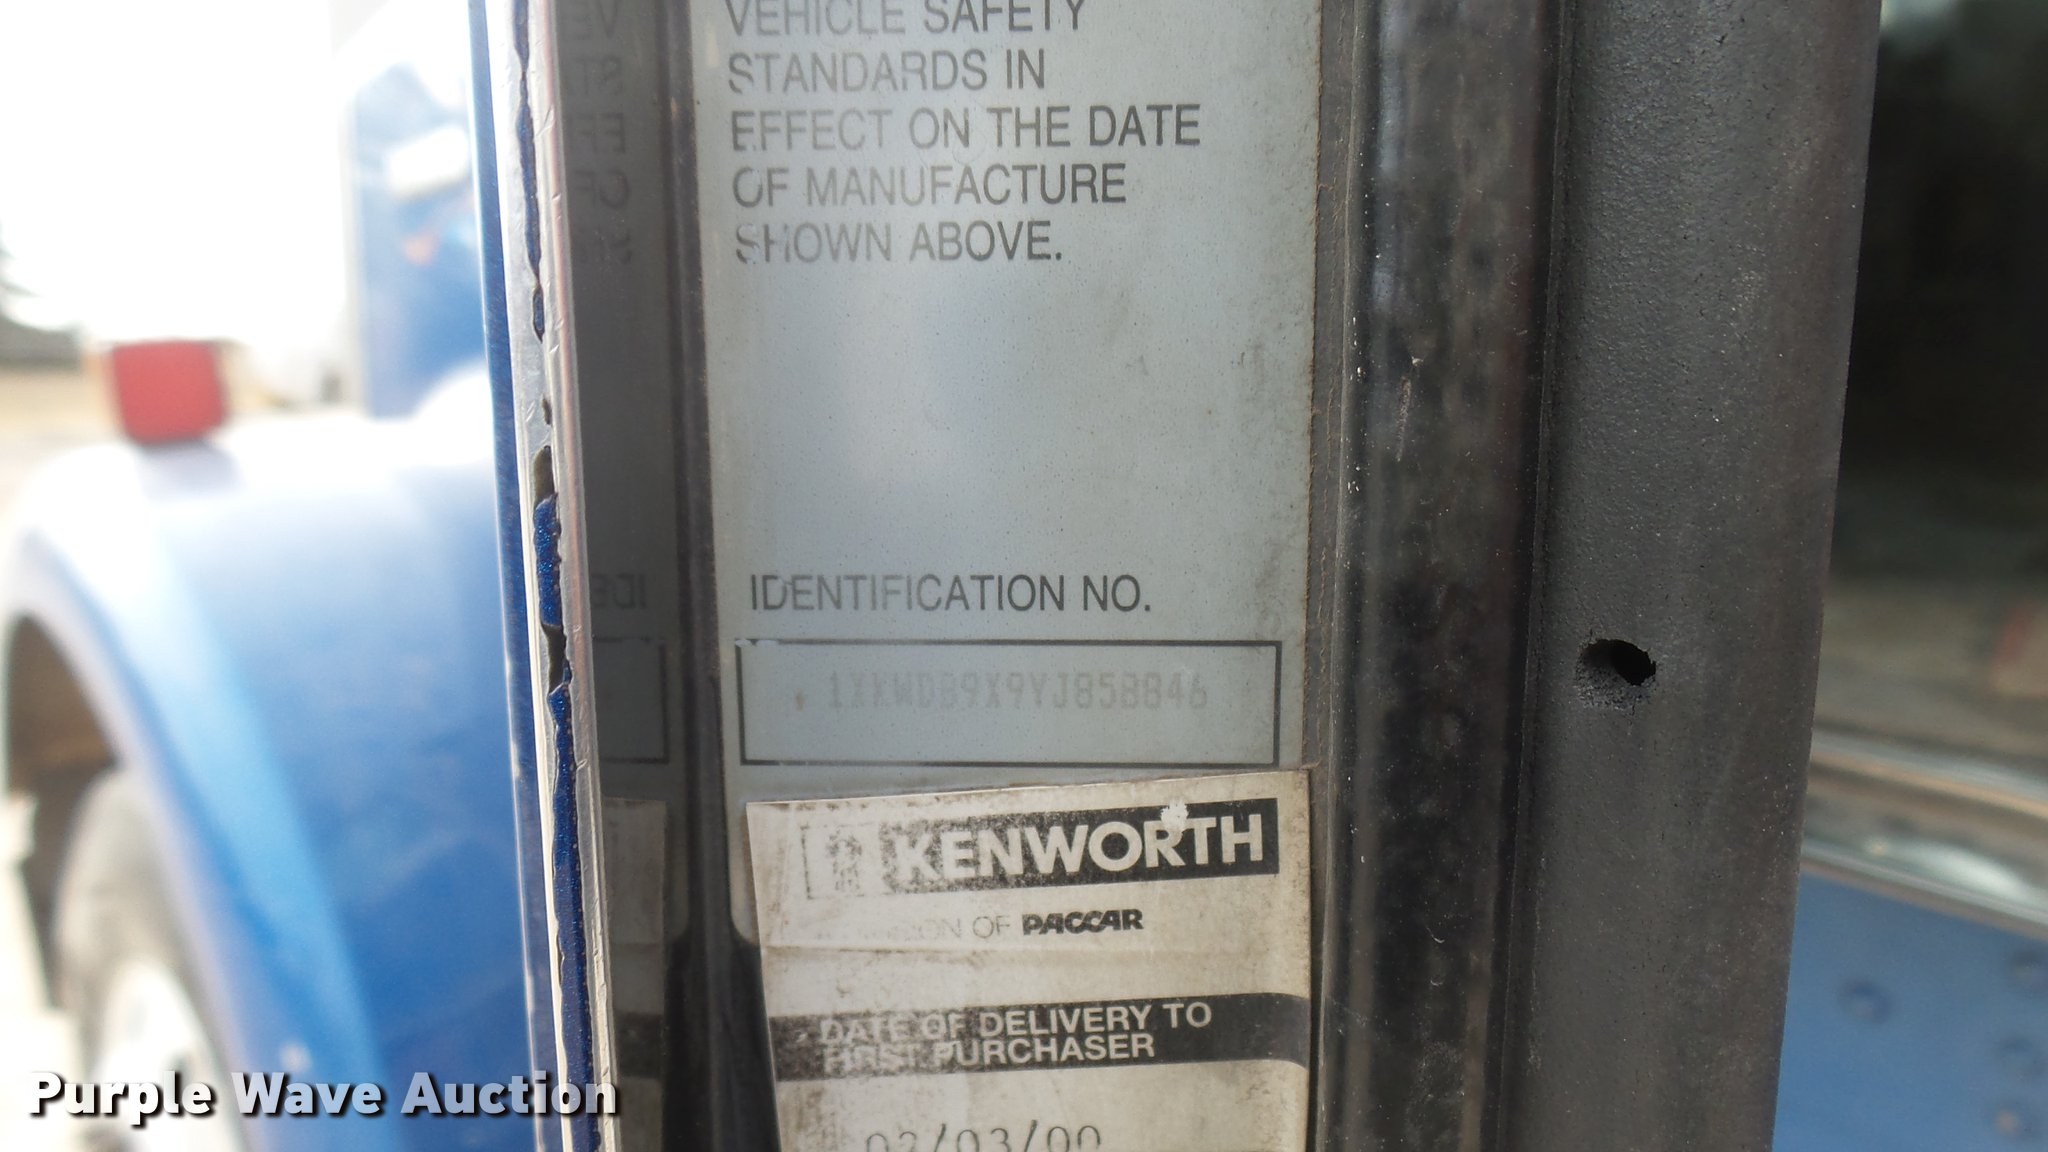 VEHICLE SAFETY
STANDARDS IN
EFFECT ON THE DATE
OF MANUFACTURE
SHOWN ABOVE.
IDENTIFICATION NO.
1XKWDB9X9YJ858846
KENWORTH
OF PACCAR
DATE OF DELIVERY TO
FIRST PURCHASER
Purple Wave Auction